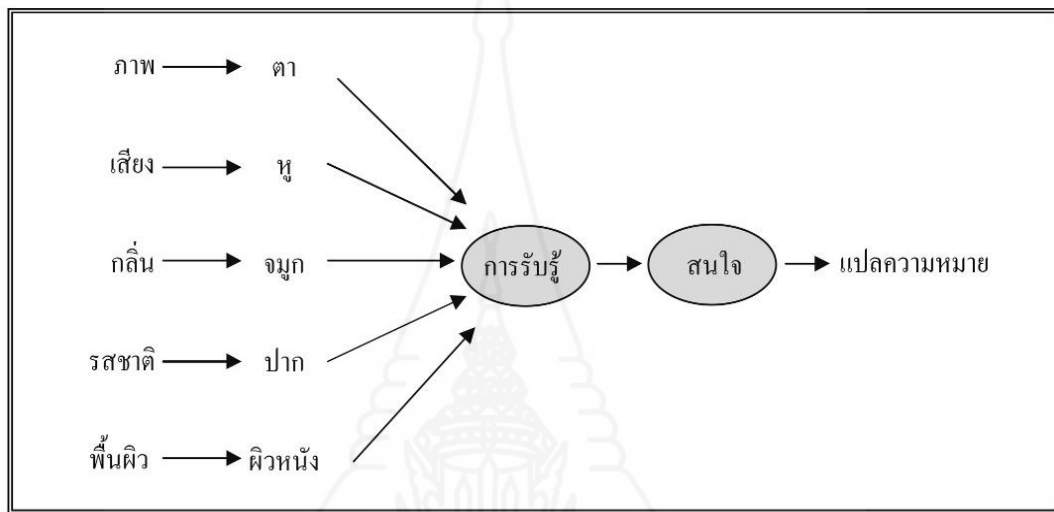 ภาพ ตา
เสียง หู
กลิ่น จมูก การรับรู้ สนใจ แปลความหมาย
รสชาติ ปาก
พื้นผิว ผิวหนัง